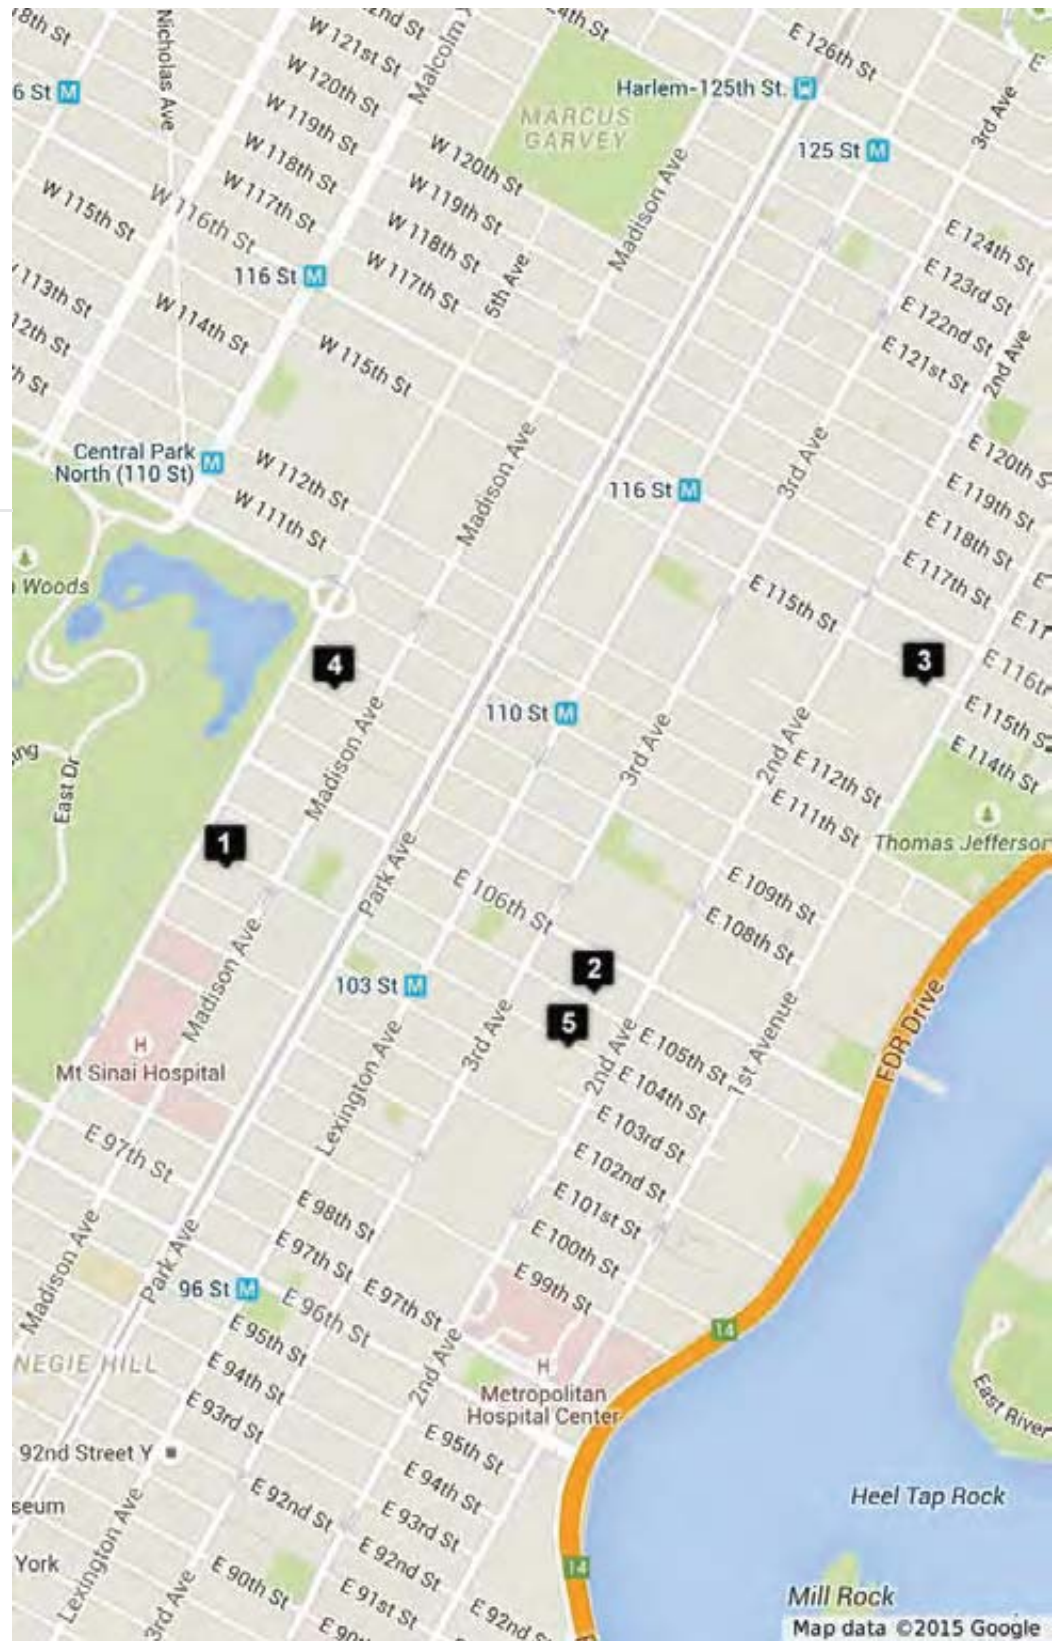 18th St
Nicholas Ave
W 121st St
2nd St
Malcolm
W 120th St
W 119th St
W 118th St
W 117th St
W 116th St
W 115th St
6 St M
4th St
E 126th St
Harlem-125th St.
MARCUS
GARVEY
125 St M
3rd Ave
E
W 120th St
W 119th St
W 118th St
W 117th St
5th Ave
Madison Ave
116 St M
113th St
12th St
h St
W 114th St
W 115th St
E 124th St
E 123rd St
E 122nd St
E 121st St
2nd Ave
Central Park
North (110 St) M
W 112th St
W 111th St
Madison Ave
116 St M
3rd Ave
E 120th S
E 119th St
E 118th St
E 117th St
E 115th St
E
E 11
E 116t
E 115th S
E 114th St
Woods
4
3
110 St M
Madison Ave
3rd Ave
2nd Ave
E 112th St
E 111th St
Thomas Jefferson
East Dr
1
Park Ave
E 106th St
E 109th St
E 108th St
2
5
103 St M
Madison Ave
H
Mt Sinai Hospital
Lexington Ave
3rd Ave
2nd Ave
1st Avenue
FDR Drive
E 105th St
E 104th St
E 103rd St
E 102nd St
E 101st St
E 100th St
E 99th St
E 97th St
E 98th St
E 97th St
E 97th St
Madison Ave
Park Ave
96 St M
E 96th St
E 95th St
E 94th St
E 93rd St
NEGIE HILL
2nd Ave
14
H
Metropolitan
Hospital Center
East River
92nd Street Y
E 95th St
E 94th St
E 93rd St
E 92nd St
E 92nd St
E 91st St
E 90th St
E 90
E 92nd S
seum
York
Lexington Ave
3rd Ave
14
Heel Tap Rock
Mill Rock
Map data ©2015 Google